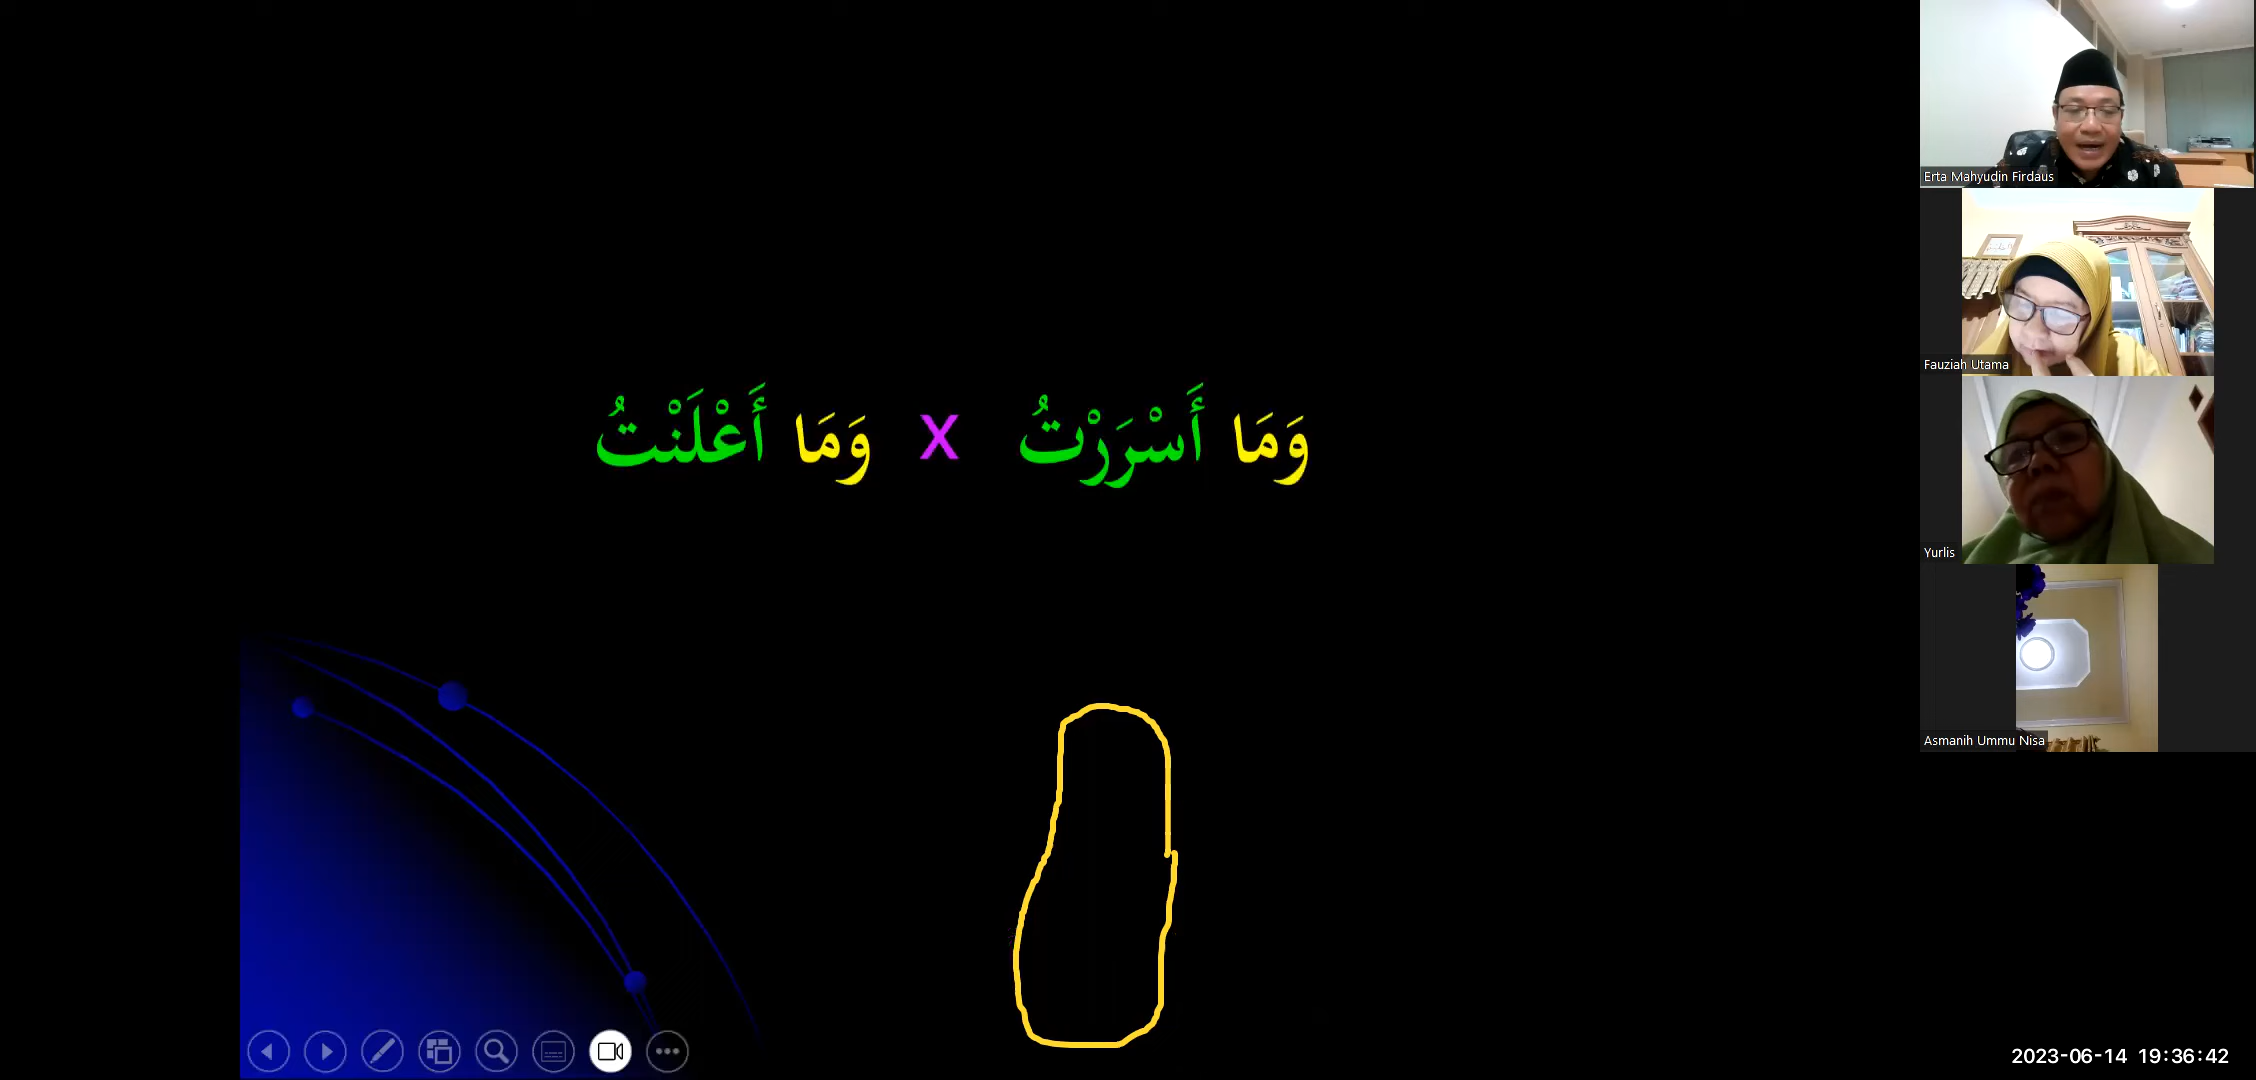 وَمَا أَسْرَرْتُ X وَمَا أَعْلَنْتُ
Erta Mahyudin Firdaus
Fauziah Utama
Yurlis
Asmanih Ummu Nisa
2023-06-14 19:36:42